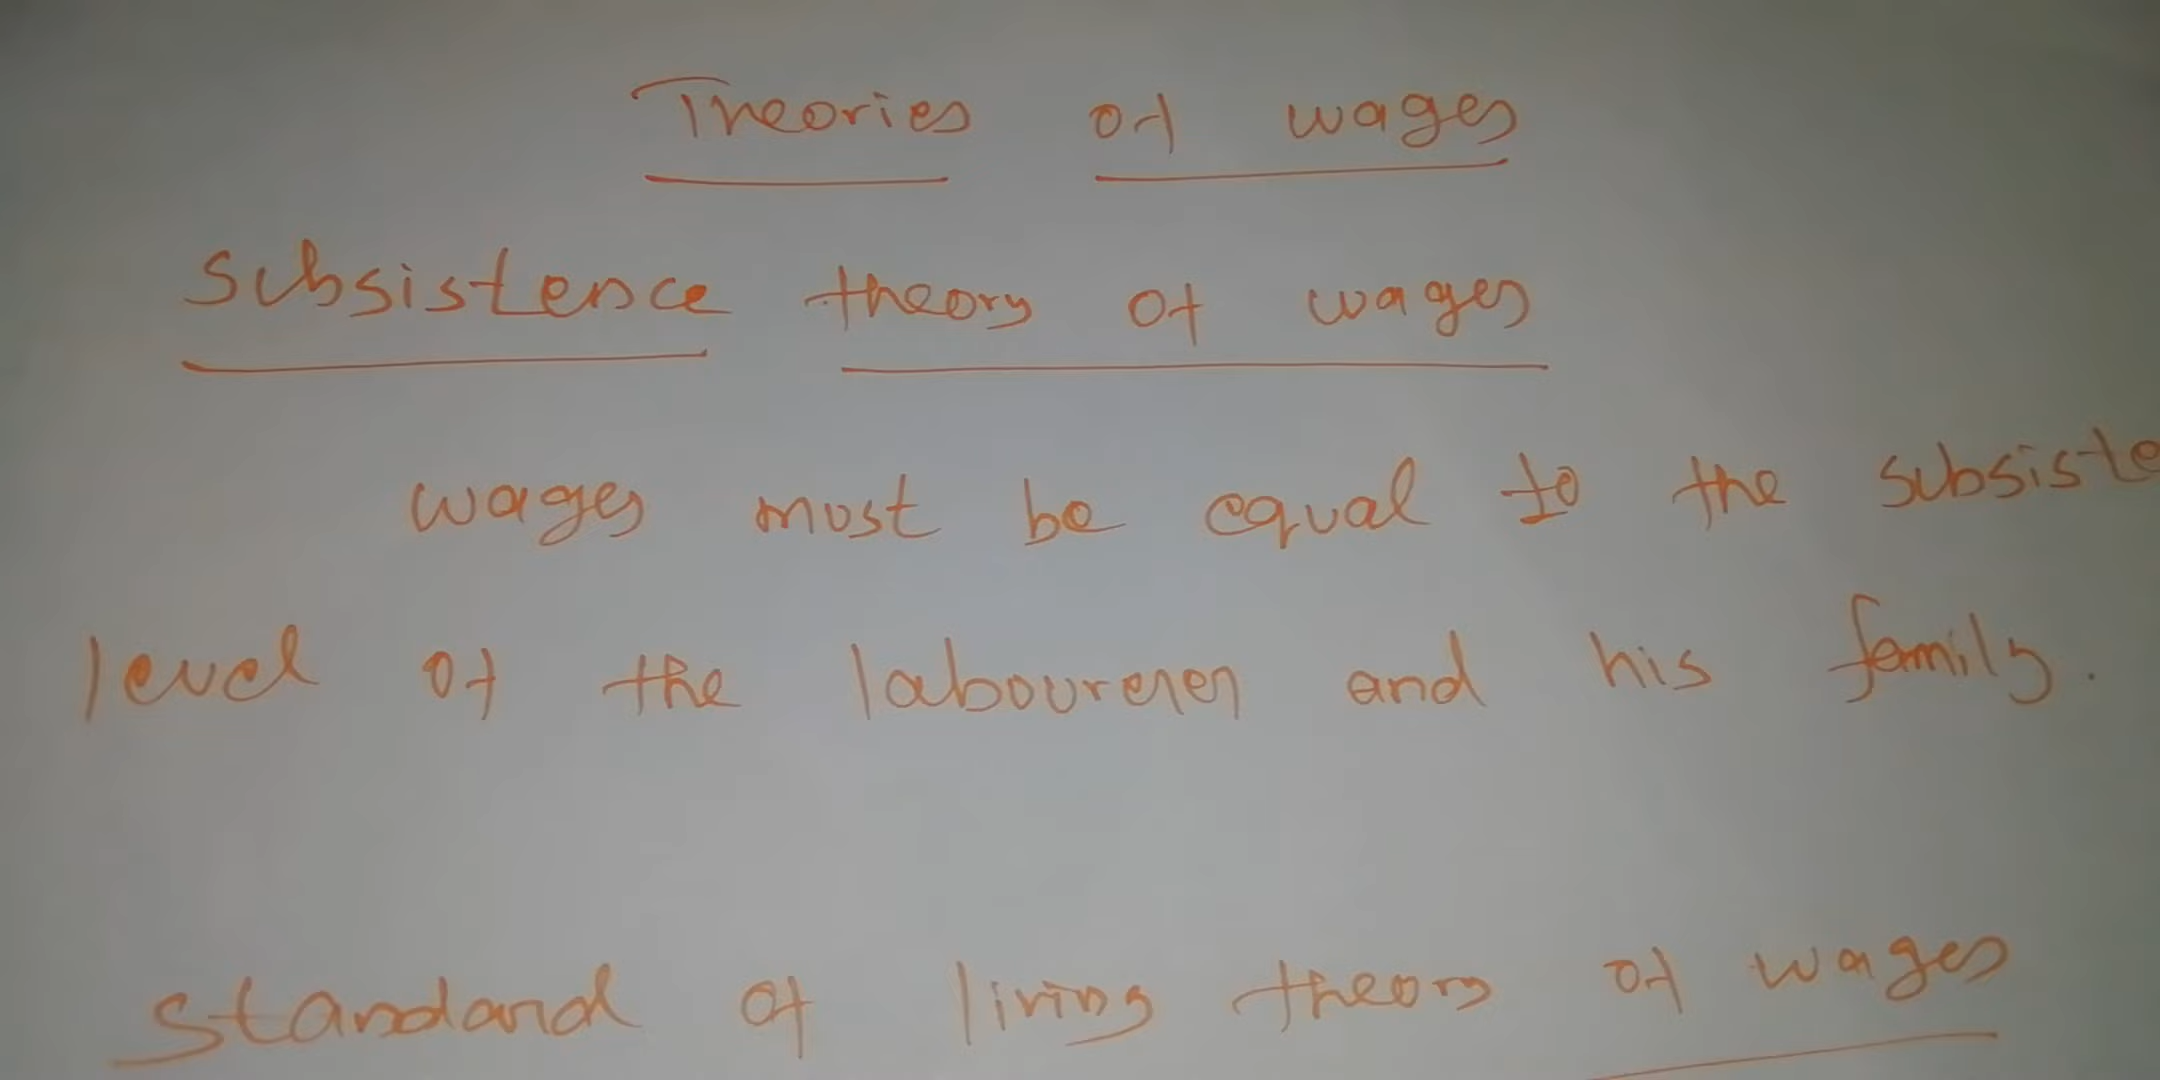 Theories of wages
Subsistence theory of wages
wages must be equal to the subsiste
level of the labourerer and his family.
Standard of living theory of wages